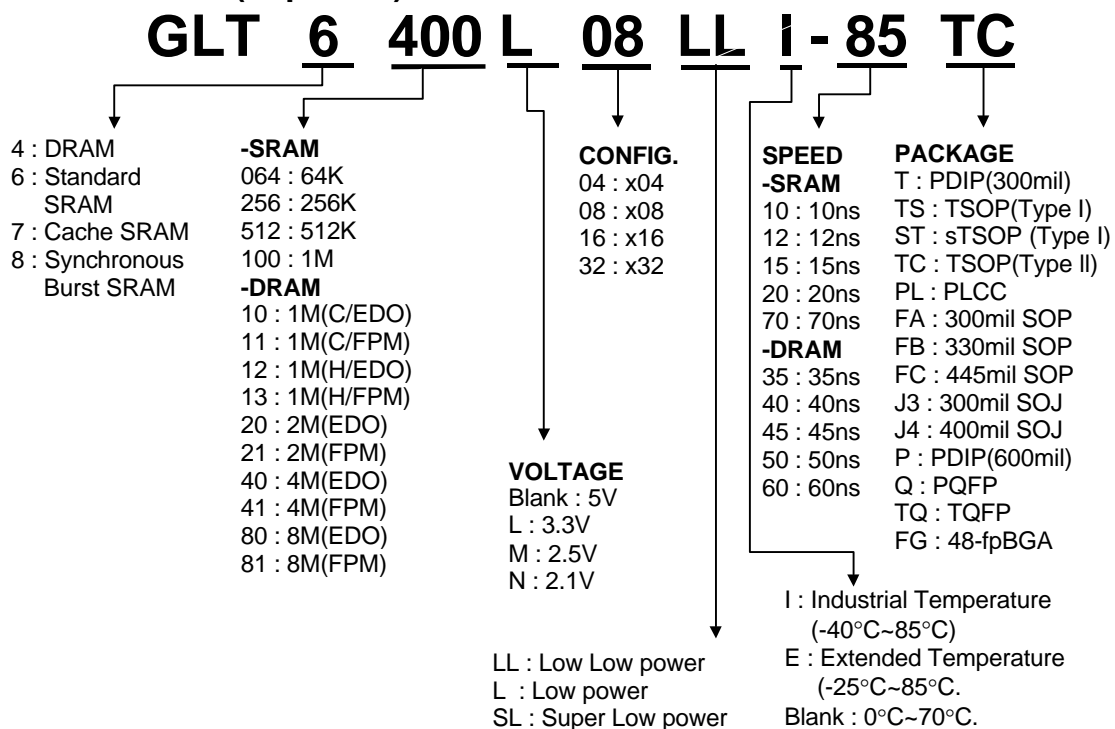 GLT 6 400 L 08 LL I - 85 TC
4 : DRAM
6 : Standard
SRAM
7 : Cache SRAM
8 : Synchronous
Burst SRAM
-SRAM
064 : 64K
256 : 256K
512 : 512K
100 : 1M
-DRAM
10 : 1M(C/EDO)
11 : 1M(C/FPM)
12 : 1M(H/EDO)
13 : 1M(H/FPM)
20 : 2M(EDO)
21 : 2M(FPM)
40 : 4M(EDO)
41 : 4M(FPM)
80 : 8M(EDO)
81 : 8M(FPM)
VOLTAGE
Blank : 5V
L : 3.3V
M : 2.5V
N : 2.1V
CONFIG.
04 : x04
08 : x08
16 : x16
32 : x32
LL : Low Low power
L : Low power
SL : Super Low power
SPEED
-SRAM
10 : 10ns
12 : 12ns
15 : 15ns
20 : 20ns
70 : 70ns
-DRAM
35 : 35ns
40 : 40ns
45 : 45ns
50 : 50ns
60 : 60ns
PACKAGE
T : PDIP(300mil)
TS : TSOP(Type I)
ST : sTSOP (Type I)
TC : TSOP(Type ll)
PL : PLCC
FA : 300mil SOP
FB : 330mil SOP
FC : 445mil SOP
J3 : 300mil SOJ
J4 : 400mil SOJ
P : PDIP(600mil)
Q : PQFP
TQ : TQFP
FG : 48-fpBGA
I : Industrial Temperature
(-40°C~85°C)
E : Extended Temperature
(-25°C~85°C.
Blank : 0°C~70°C.